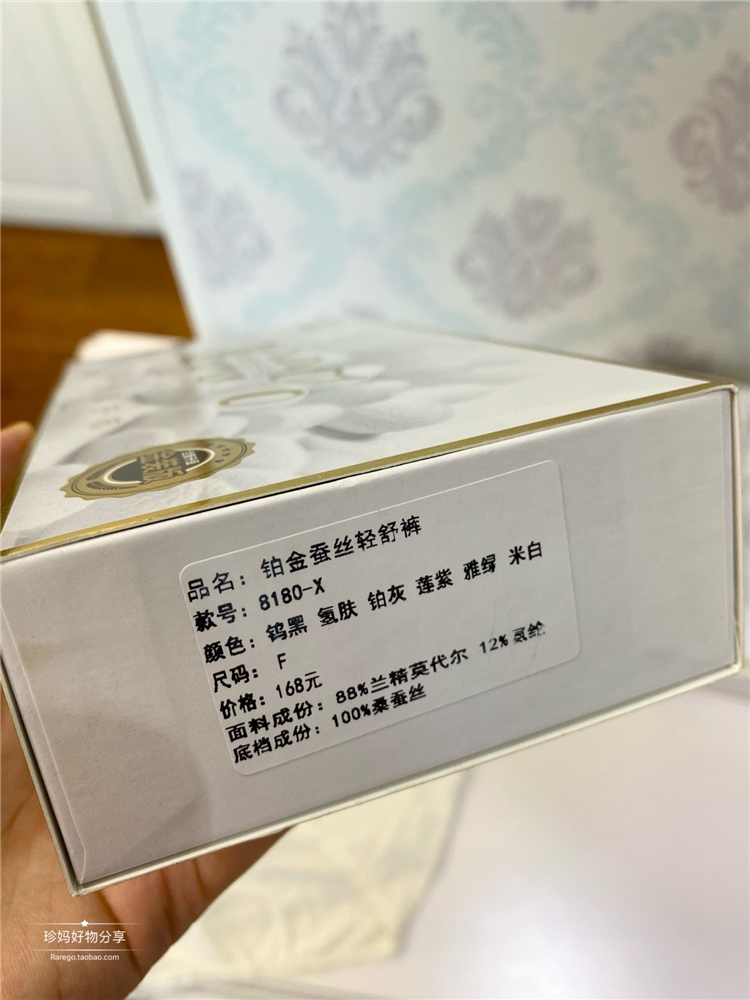 品名：铂金蚕丝轻舒裤
款号：8180-X
颜色：钨黑 氢肤 铂灰 莲紫 雅绿 米白
尺码：F
价格：168元
面料成份：88%兰精莫代尔 12%氨纶
底档成份：100%桑蚕丝
珍妈好物分享
Rarego.taobao.com